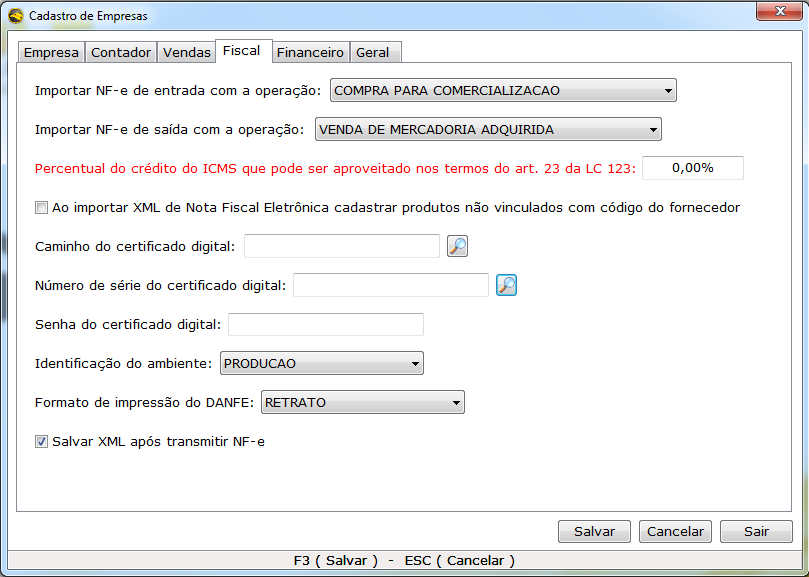 Cadastro de Empresas
Empresa Contador Vendas Fiscal Financeiro Geral
Importar NF-e de entrada com a operação: COMPRA PARA COMERCIALIZACAO
Importar NF-e de saída com a operação: VENDA DE MERCADORIA ADQUIRIDA
Percentual do crédito do ICMS que pode ser aproveitado nos termos do art. 23 da LC 123: 0,00%
Ao importar XML de Nota Fiscal Eletrônica cadastrar produtos não vinculados com código do fornecedor
Caminho do certificado digital:
Número de série do certificado digital:
Senha do certificado digital:
Identificação do ambiente: PRODUCAO
Formato de impressão do DANFE: RETRATO
Salvar XML após transmitir NF-e
Salvar Cancelar Sair
F3 ( Salvar ) - ESC ( Cancelar )